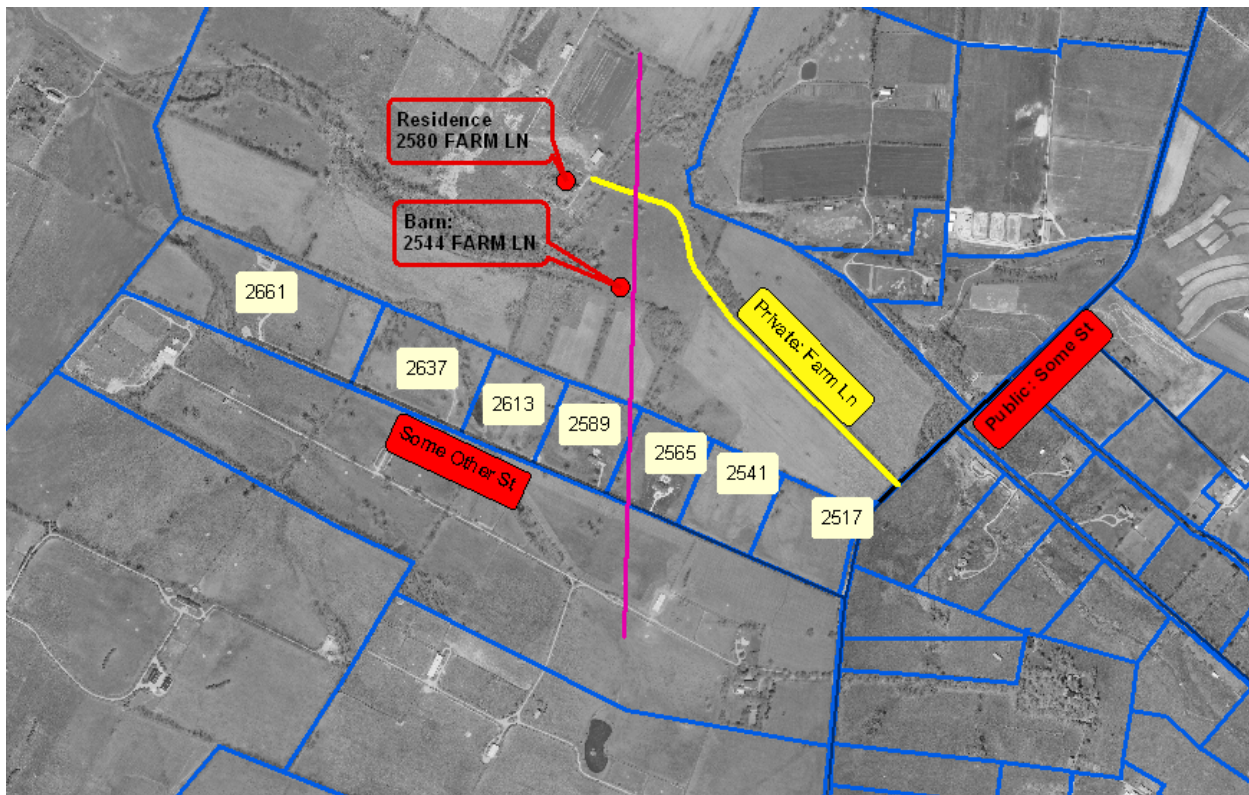 Residence
2580 FARM LN
Barn:
2544 FARM LN
2661
2637
2613
2589
2565
2541
2517
Some Other St
Private: Farm Ln
Public: Some St